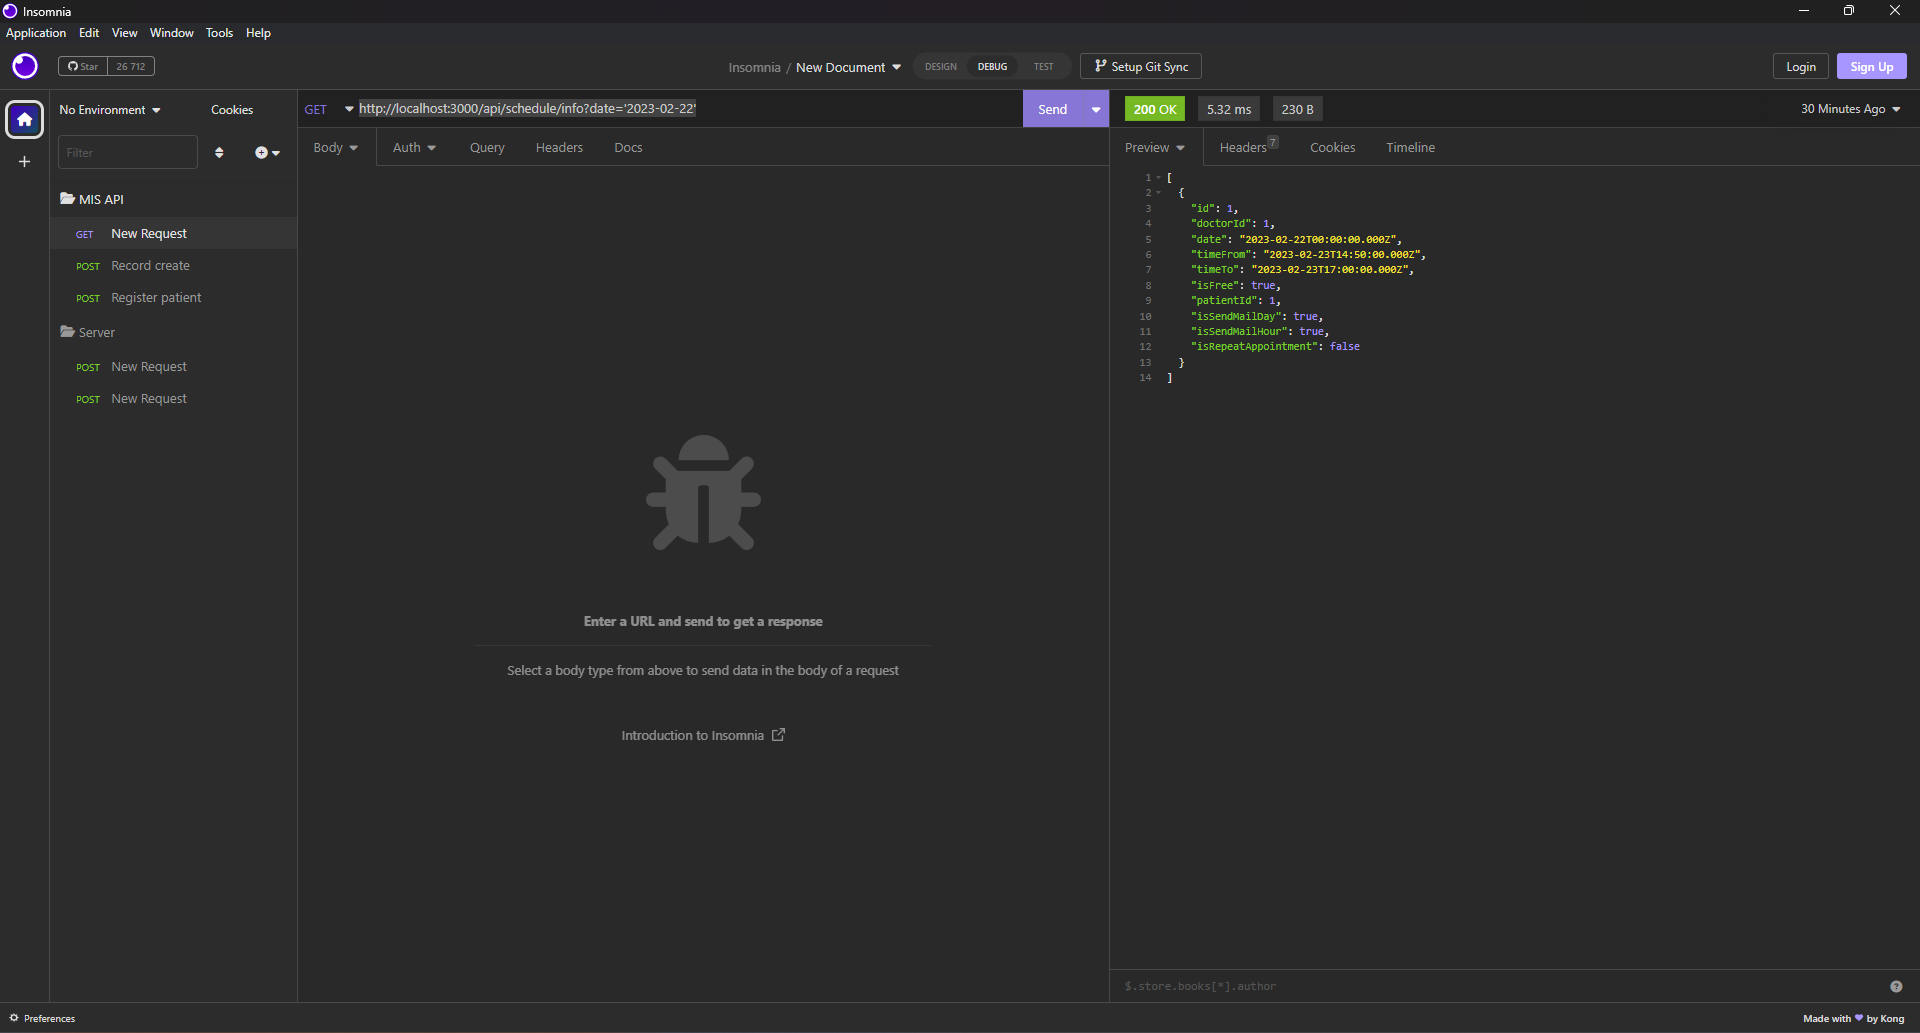 Insomnia
Application Edit View Window Tools Help
Star 26 712
Insomnia / New Document
DESIGN DEBUG TEST
Setup Git Sync
Login Sign Up
No Environment Cookies
Filter
MIS API
GET New Request
POST Record create
POST Register patient
Server
POST New Request
POST New Request
GET http://localhost:3000/api/schedule/info?date='2023-02-22'
Send
Body Auth Query Headers Docs
Enter a URL and send to get a response
Select a body type from above to send data in the body of a request
Introduction to Insomnia
200 OK 5.32 ms 230 B
30 Minutes Ago
Preview Headers 7 Cookies Timeline
1 [
2 {
3 "id": 1,
4 "doctorId": 1,
5 "date": "2023-02-22T00:00:00.000Z",
6 "timeFrom": "2023-02-23T14:50:00.000Z",
7 "timeTo": "2023-02-23T17:00:00.000Z",
8 "isFree": true,
9 "patientId": 1,
10 "isSendMailDay": true,
11 "isSendMailHour": true,
12 "isRepeatAppointment": false
13 }
14 ]
$.store.books[*].author
?
Preferences
Made with ♥ by Kong